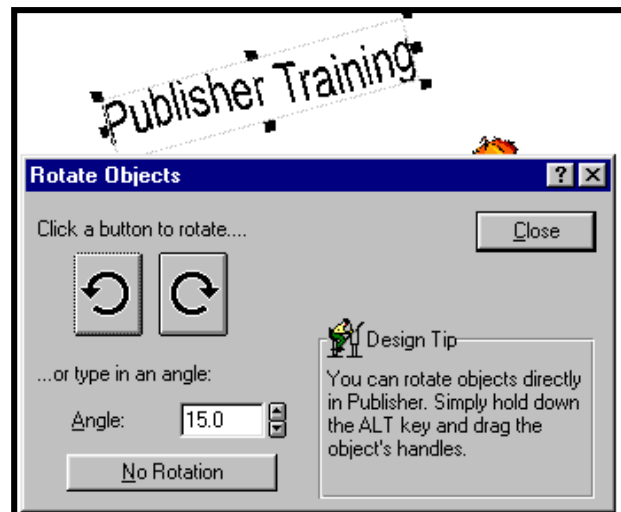 Publisher Training
Rotate Objects
Click a button to rotate....
Close
...or type in an angle:
Angle: 15.0
No Rotation
Design Tip
You can rotate objects directly
in Publisher. Simply hold down
the ALT key and drag the
object's handles.